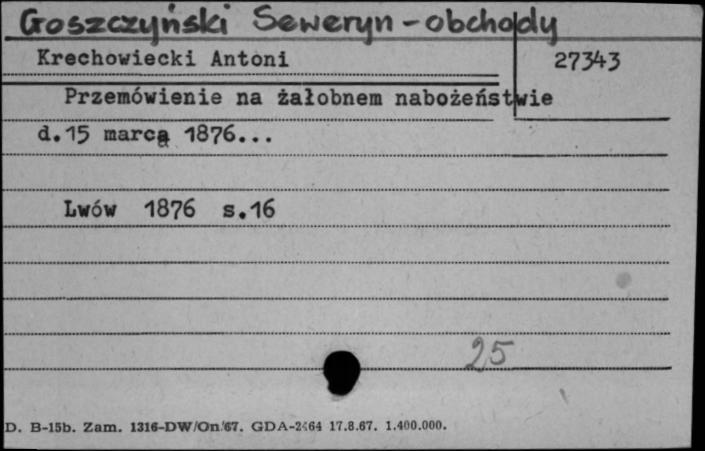 Goszczyński Seweryn - obchody
Krechowiecki Antoni
27343
Przemówienie na żałobnem nabożeństwie
d.15 marca 1876...
Lwów 1876 s.16
25
D. B-15b. Zam. 1316-DW/On/67. GDA-2464 17.8.67. 1.400.000.